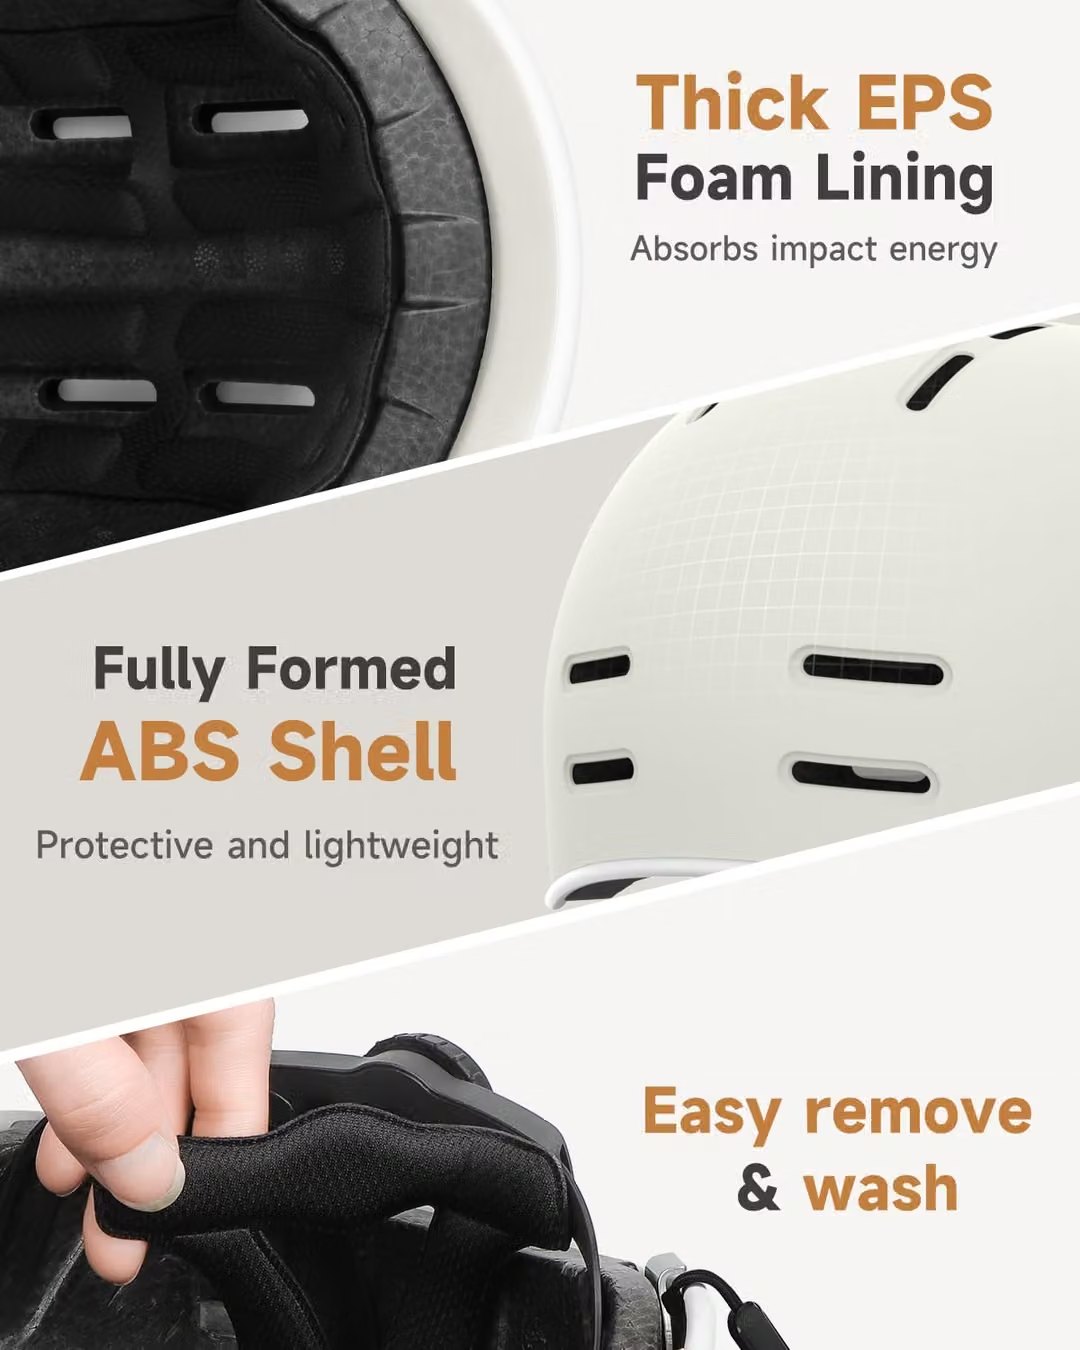 Thick EPS
Foam Lining
Absorbs impact energy
Fully Formed
ABS Shell
Protective and lightweight
Easy remove
& wash